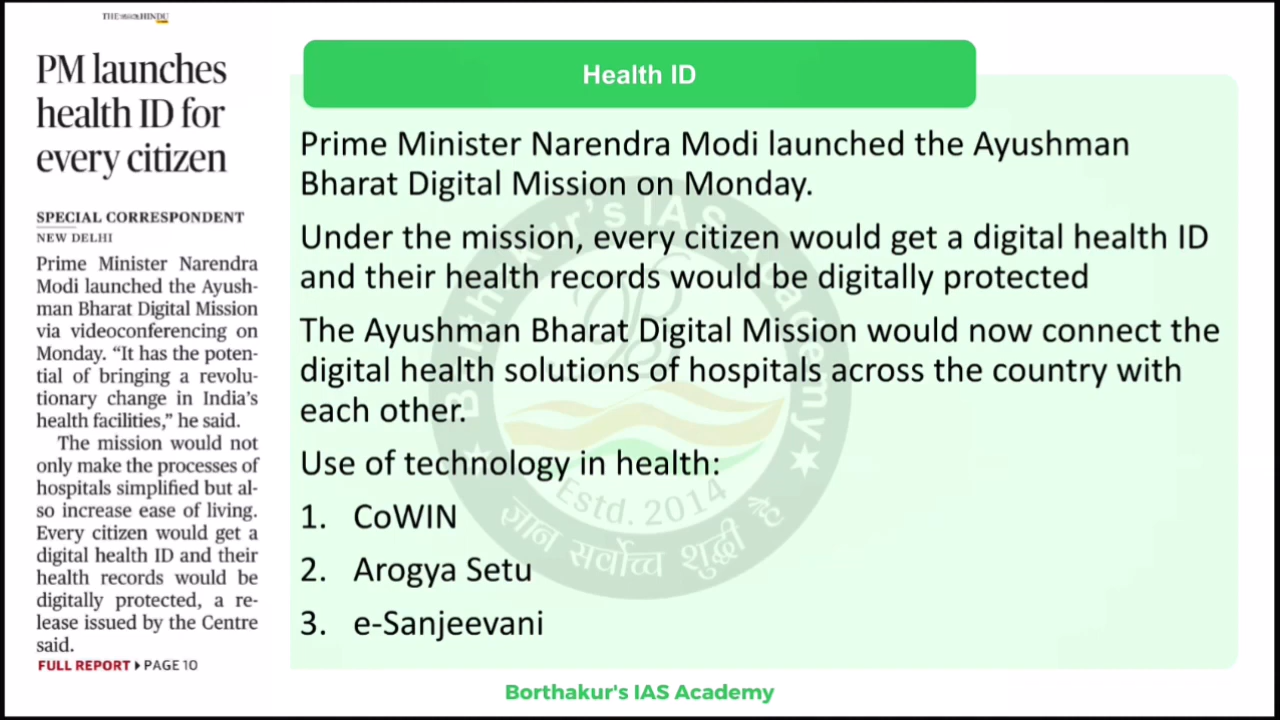 THE HINDU
PM launches
health ID for
every citizen
SPECIAL CORRESPONDENT
NEW DELHI
Prime Minister Narendra
Modi launched the Ayush-
man Bharat Digital Mission
via videoconferencing on
Monday. “It has the poten-
tial of bringing a revolu-
tionary change in India’s
health facilities,” he said.
The mission would not
only make the processes of
hospitals simplified but al-
so increase ease of living.
Every citizen would get a
digital health ID and their
health records would be
digitally protected, a re-
lease issued by the Centre
said.
FULL REPORT PAGE 10
Health ID
Prime Minister Narendra Modi launched the Ayushman
Bharat Digital Mission on Monday.
Under the mission, every citizen would get a digital health ID
and their health records would be digitally protected
The Ayushman Bharat Digital Mission would now connect the
digital health solutions of hospitals across the country with
each other.
Use of technology in health:
1. CoWIN
2. Arogya Setu
3. e-Sanjeevani
Borthakur's IAS Academy
Estd. 2014
ज्ञान सर्वोच्च शुद्धी है
Borthakur's IAS Academy